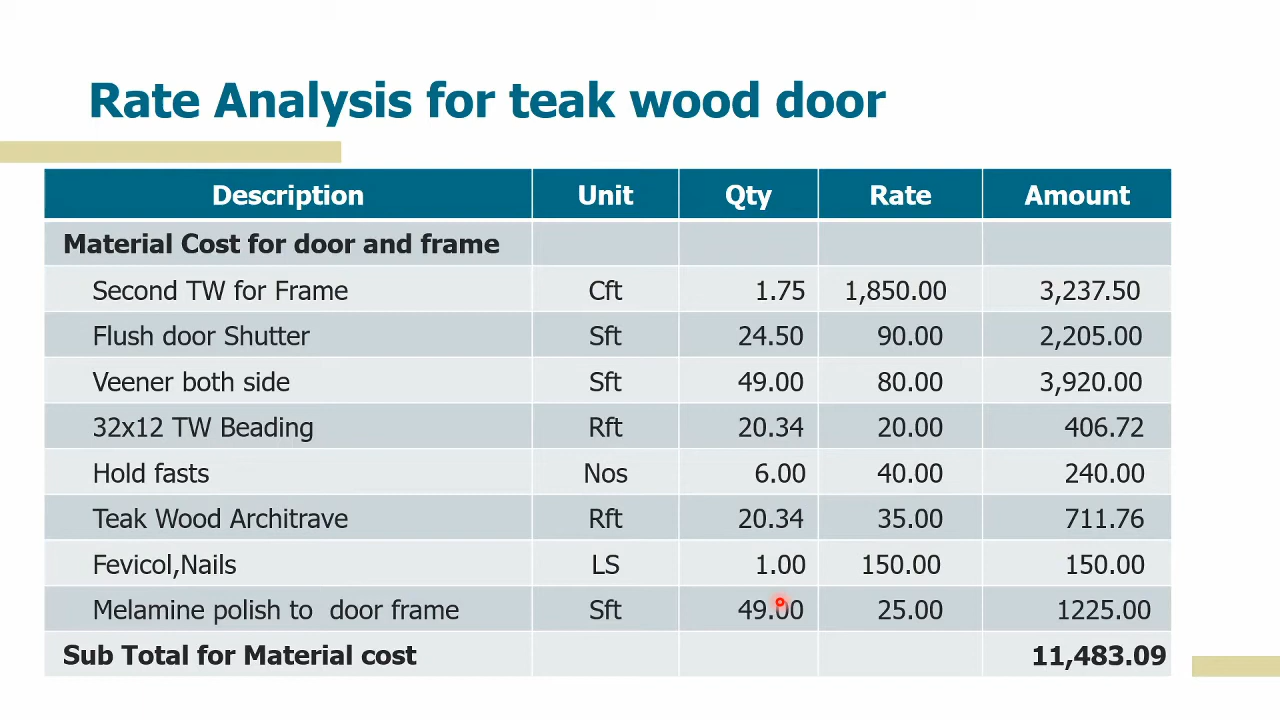 Rate Analysis for teak wood door
Description Unit Qty Rate Amount
Material Cost for door and frame
Second TW for Frame Cft 1.75 1,850.00 3,237.50
Flush door Shutter Sft 24.50 90.00 2,205.00
Veener both side Sft 49.00 80.00 3,920.00
32x12 TW Beading Rft 20.34 20.00 406.72
Hold fasts Nos 6.00 40.00 240.00
Teak Wood Architrave Rft 20.34 35.00 711.76
Fevicol,Nails LS 1.00 150.00 150.00
Melamine polish to door frame Sft 49.00 25.00 1225.00
Sub Total for Material cost 11,483.09